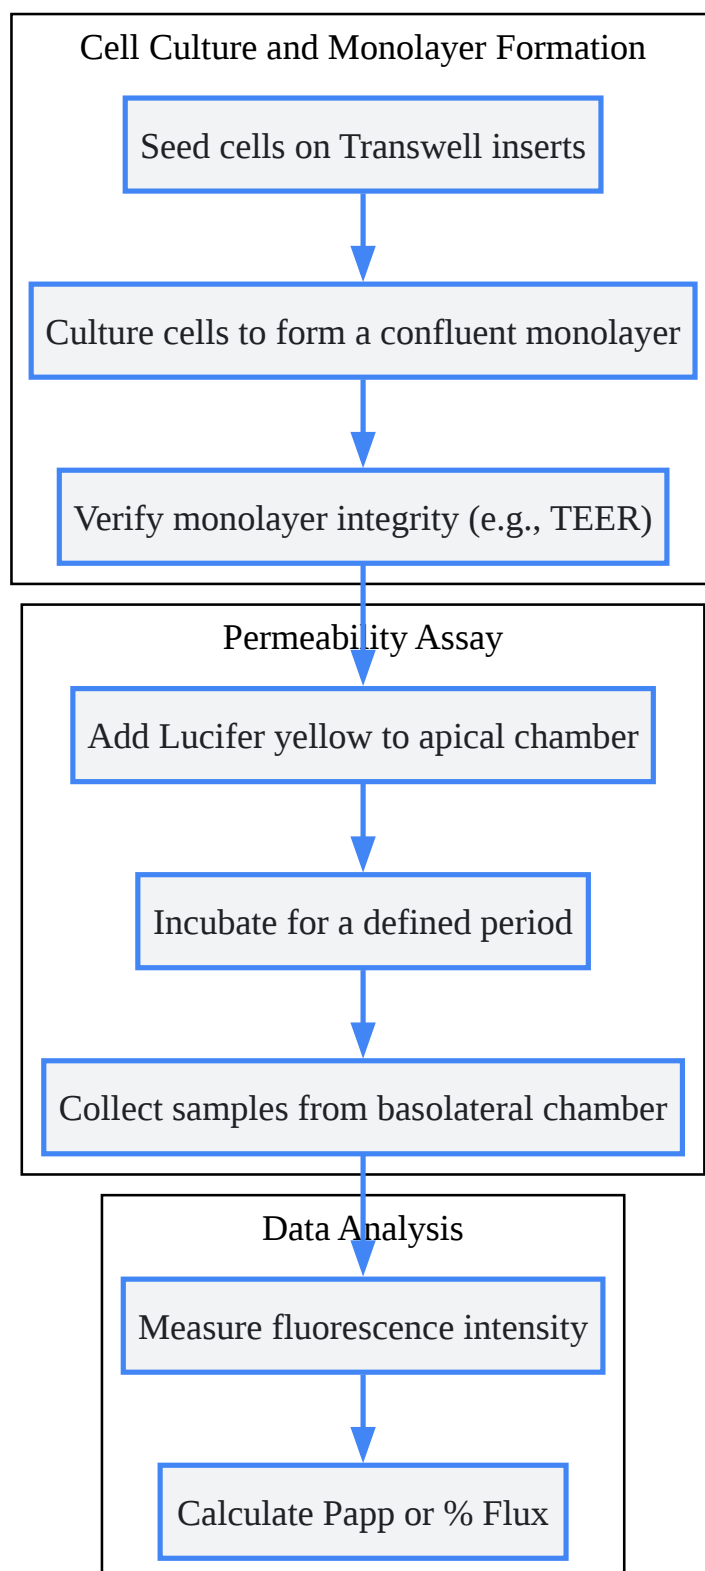 Cell Culture and Monolayer Formation
Seed cells on Transwell inserts
Culture cells to form a confluent monolayer
Verify monolayer integrity (e.g., TEER)
Permeability Assay
Add Lucifer yellow to apical chamber
Incubate for a defined period
Collect samples from basolateral chamber
Data Analysis
Measure fluorescence intensity
Calculate Papp or % Flux